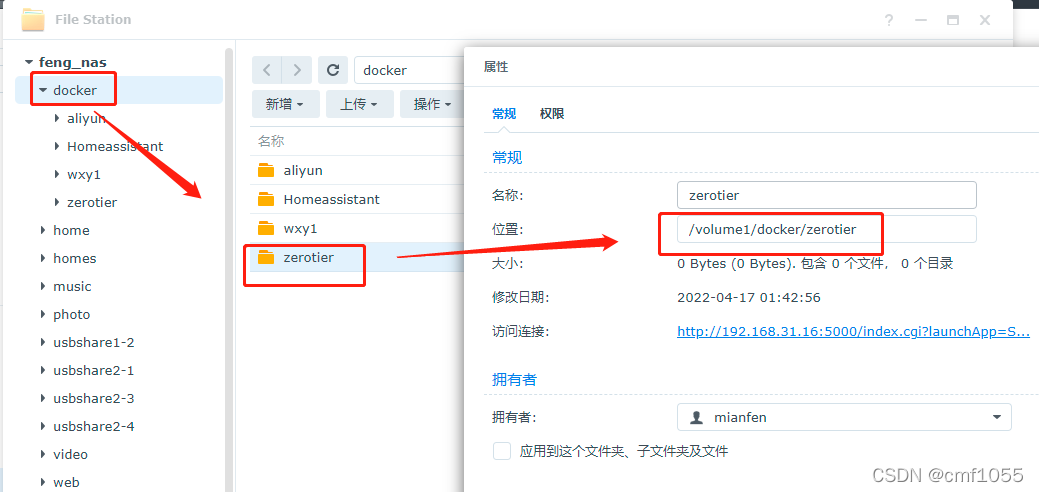 File Station
feng_nas
docker
aliyun
Homeassistant
wxy1
zerotier
home
homes
music
photo
usbshare1-2
usbshare2-1
usbshare2-3
usbshare2-4
video
web
docker
新增
上传
操作
名称
aliyun
Homeassistant
wxy1
zerotier
属性
常规 权限
常规
名称: zerotier
位置: /volume1/docker/zerotier
大小: 0 Bytes (0 Bytes). 包含 0 个文件， 0 个目录
修改日期: 2022-04-17 01:42:56
访问连接: http://192.168.31.16:5000/index.cgi?launchApp=S...
拥有者
拥有者: mianfen
应用到这个文件夹、子文件夹及文件
CSDN @cmf1055